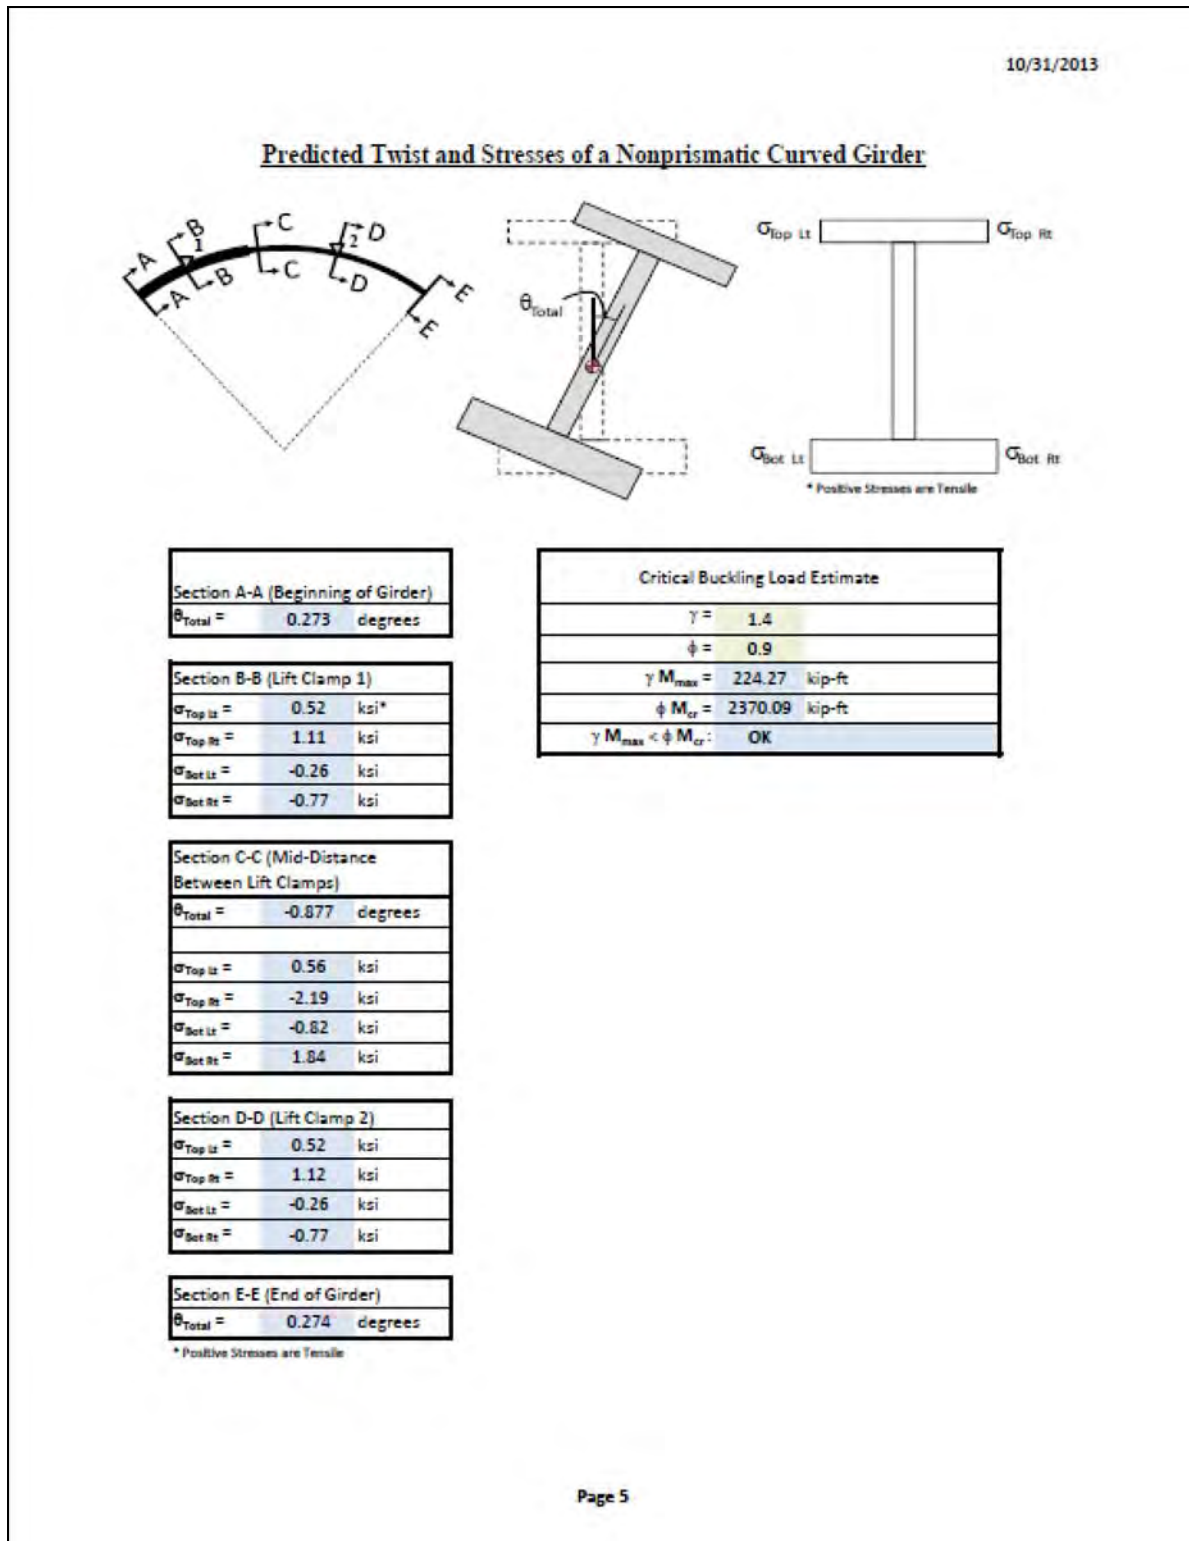 10/31/2013
Predicted Twist and Stresses of a Nonprismatic Curved Girder
A
A
B
B
1
C
C
2
D
D
E
E
θTotal
σTop Lt
σTop Rt
σBot Lt
σBot Rt
* Positive Stresses are Tensile
Section A-A (Beginning of Girder)
θTotal = 0.273 degrees
Section B-B (Lift Clamp 1)
σTop Lt = 0.52 ksi*
σTop Rt = 1.11 ksi
σBot Lt = -0.26 ksi
σBot Rt = -0.77 ksi
Section C-C (Mid-Distance
Between Lift Clamps)
θTotal = -0.877 degrees
σTop Lt = 0.56 ksi
σTop Rt = -2.19 ksi
σBot Lt = -0.82 ksi
σBot Rt = 1.84 ksi
Section D-D (Lift Clamp 2)
σTop Lt = 0.52 ksi
σTop Rt = 1.12 ksi
σBot Lt = -0.26 ksi
σBot Rt = -0.77 ksi
Section E-E (End of Girder)
θTotal = 0.274 degrees
* Positive Stresses are Tensile
Critical Buckling Load Estimate
γ = 1.4
ϕ = 0.9
γ Mmax = 224.27 kip-ft
ϕ Mcr = 2370.09 kip-ft
γ Mmax < ϕ Mcr: OK
Page 5